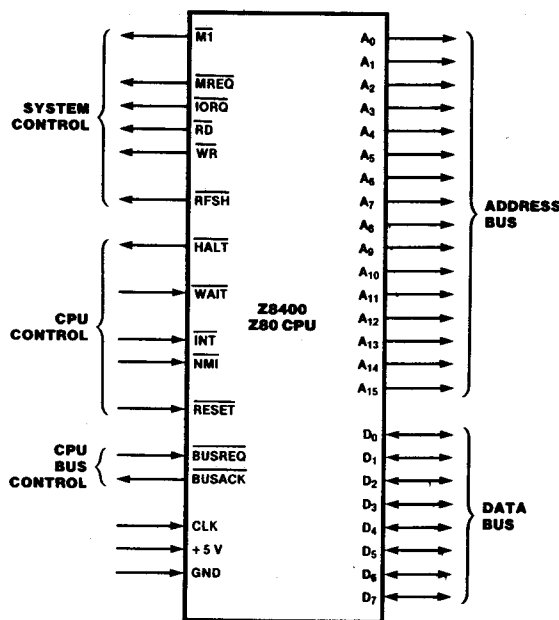 SYSTEM
CONTROL
M1
MREQ
IORQ
RD
WR
RFSH
CPU
CONTROL
HALT
WAIT
INT
NMI
RESET
CPU
BUS
CONTROL
BUSREQ
BUSACK
CLK
+5 V
GND
Z8400
Z80 CPU
A0
A1
A2
A3
A4
A5
A6
A7
A8
A9
A10
A11
A12
A13
A14
A15
ADDRESS
BUS
D0
D1
D2
D3
D4
D5
D6
D7
DATA
BUS